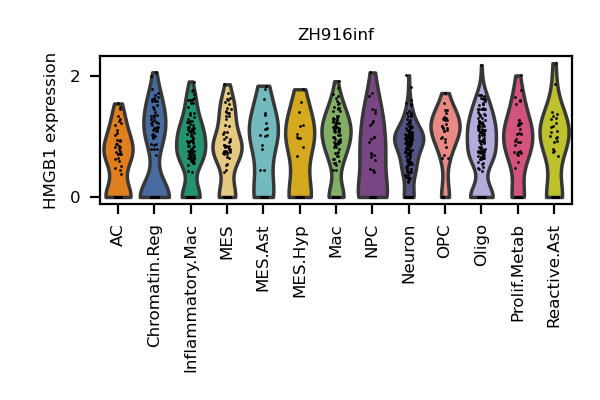 ZH916inf
HMGB1 expression
2
0
AC
Chromatin.Reg
Inflammatory.Mac
MES
MES.Ast
MES.Hyp
Mac
NPC
Neuron
OPC
Oligo
Prolif.Metab
Reactive.Ast